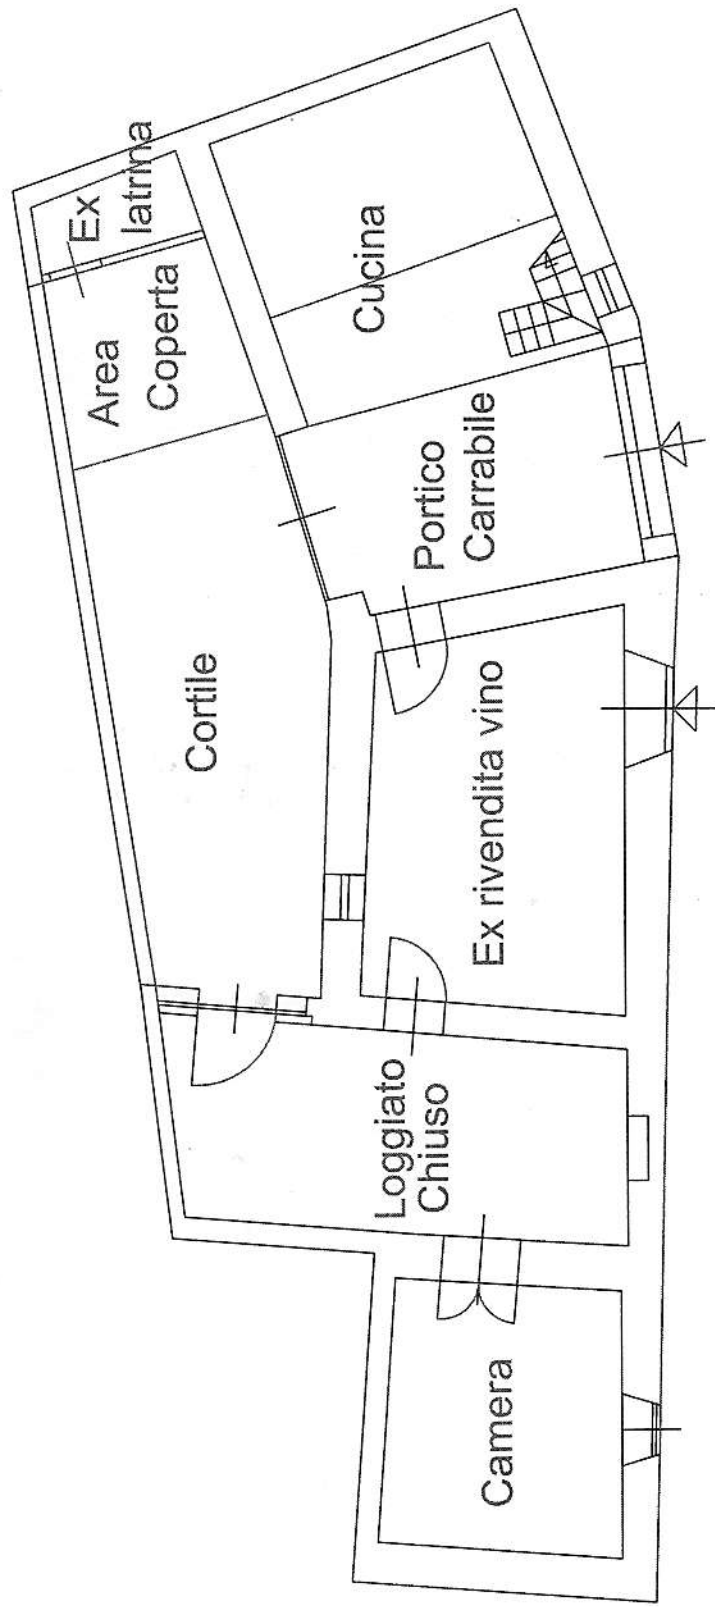 Ex
latrina
Area
Coperta
Cucina
Cortile
Portico
Carrabile
Ex rivendita vino
Loggiato
Chiuso
Camera